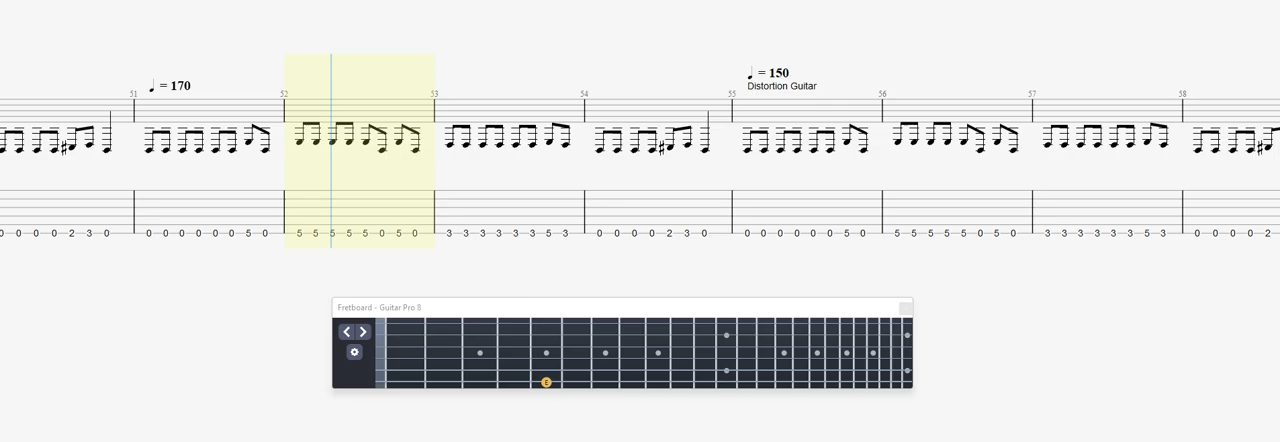 ♩ = 170
♩ = 150
Distortion Guitar
51 52 53 54 55 56 57 58
0 0 0 0 2 3 0 0 0 0 0 0 0 5 0 5 5 5 5 5 0 5 0 3 3 3 3 3 3 5 3 0 0 0 0 2 3 0 0 0 0 0 0 0 5 0 5 5 5 5 5 0 5 0 3 3 3 3 3 3 5 3 0 0 0 0 2
Fretboard - Guitar Pro 8